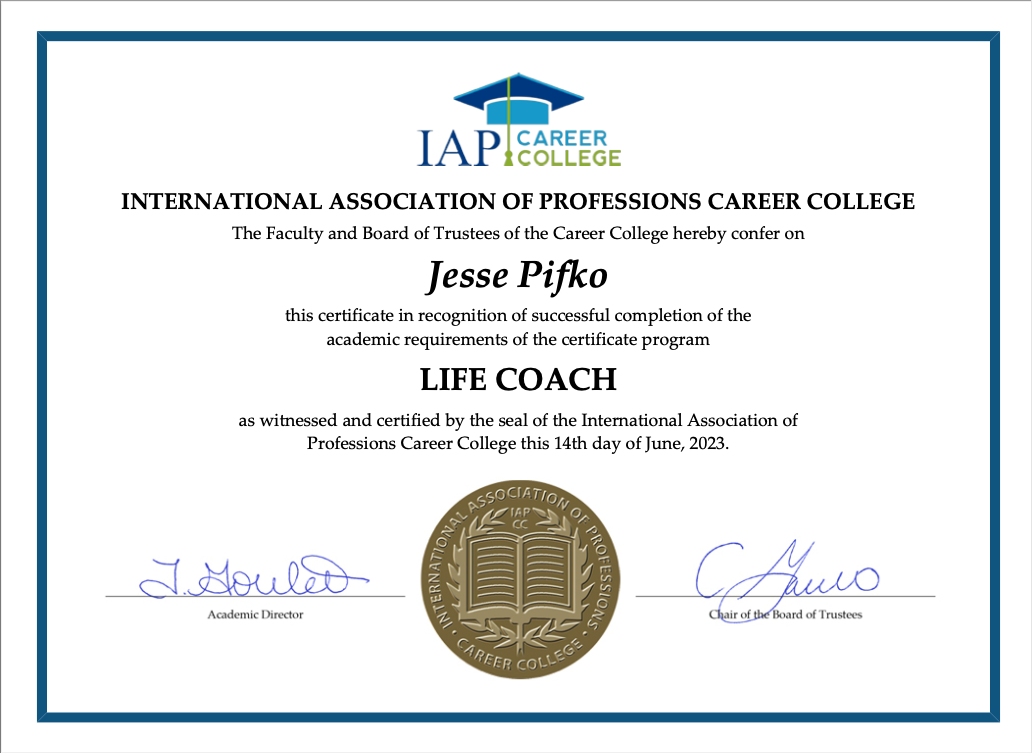 IAP CAREER COLLEGE
INTERNATIONAL ASSOCIATION OF PROFESSIONS CAREER COLLEGE
The Faculty and Board of Trustees of the Career College hereby confer on
Jesse Pifko
this certificate in recognition of successful completion of the
academic requirements of the certificate program
LIFE COACH
as witnessed and certified by the seal of the International Association of
Professions Career College this 14th day of June, 2023.
INTERNATIONAL ASSOCIATION OF PROFESSIONS
IAP
CC
• CAREER COLLEGE •
Academic Director
Chair of the Board of Trustees